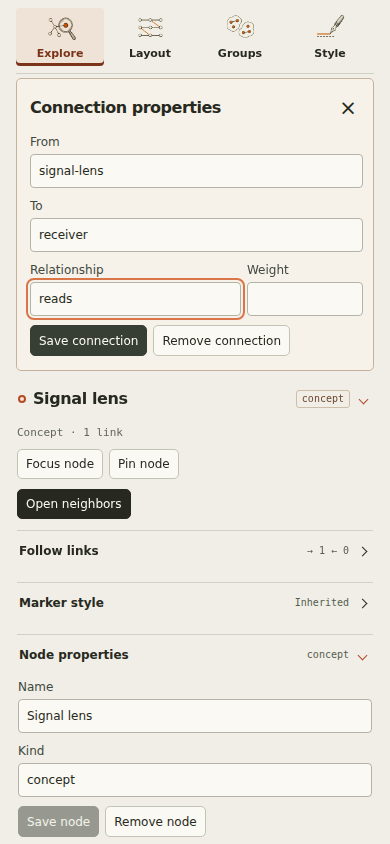 Explore Layout Groups Style
Connection properties
From
signal-lens
To
receiver
Relationship Weight
reads
Save connection Remove connection
Signal lens concept
Concept · 1 link
Focus node Pin node
Open neighbors
Follow links → 1 ← 0
Marker style Inherited
Node properties concept
Name
Signal lens
Kind
concept
Save node Remove node